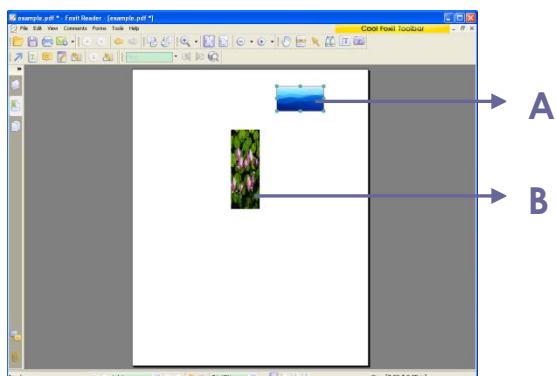 example.pdf * - Foxit Reader - [example.pdf *]
File Edit View Comments Forms Tools Help
Cool Foxit Toolbar
A
B